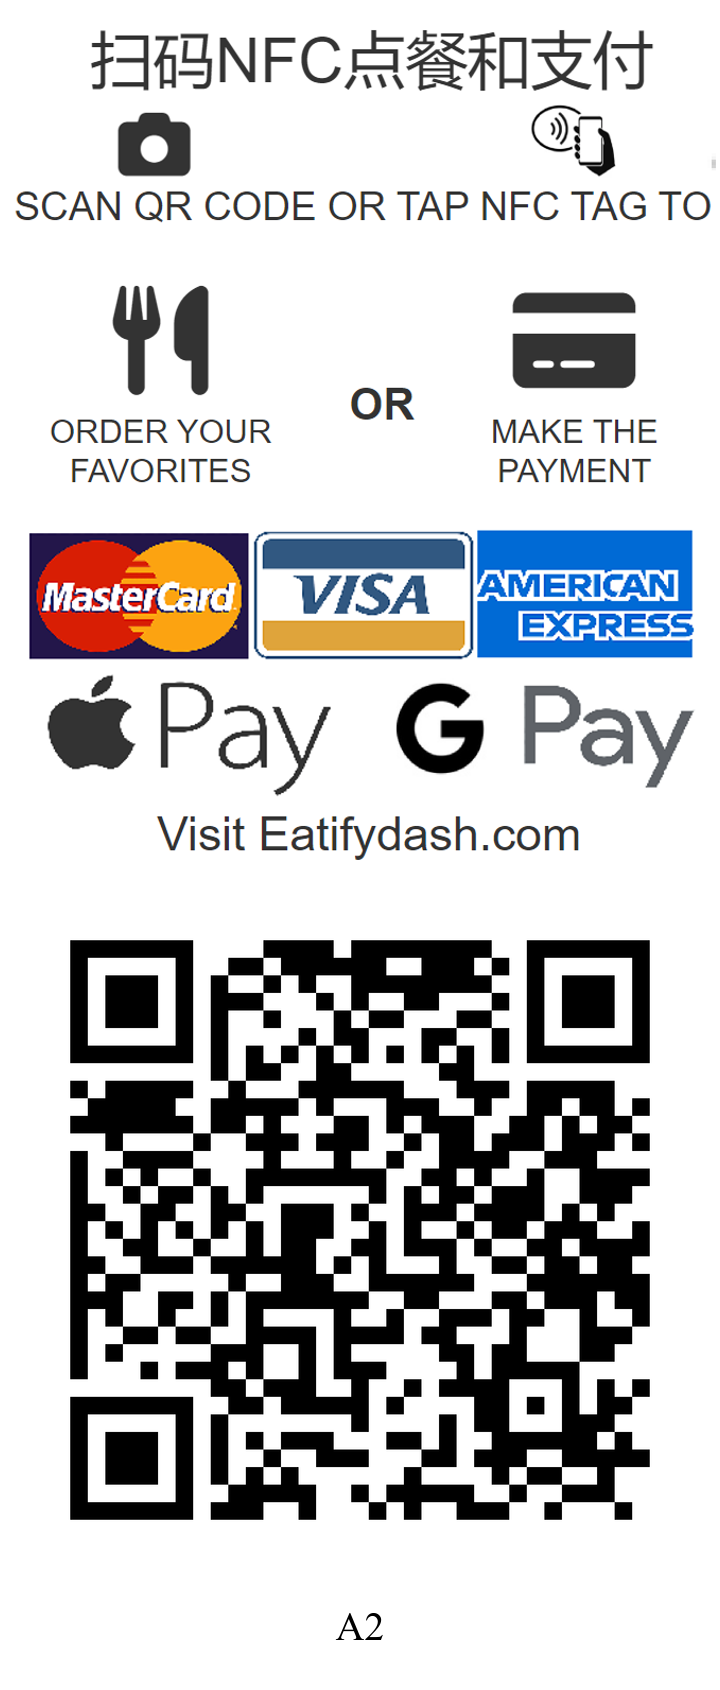 扫码NFC点餐和支付
SCAN QR CODE OR TAP NFC TAG TO
ORDER YOUR
FAVORITES
OR
MAKE THE
PAYMENT
MasterCard
VISA
AMERICAN
EXPRESS
Pay
G Pay
Visit Eatifydash.com
A2